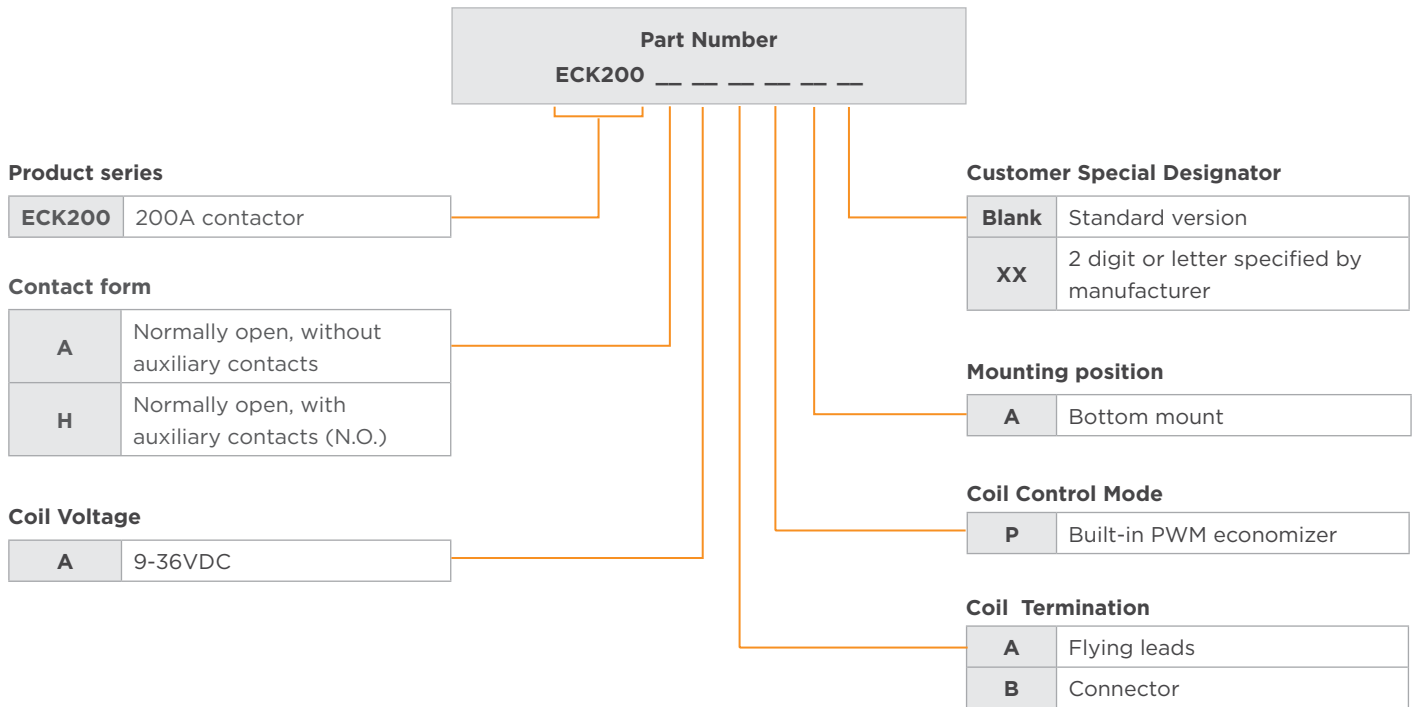 Part Number
ECK200 __ __ __ __ __ __
Product series
ECK200 200A contactor
Contact form
A Normally open, without
auxiliary contacts
H Normally open, with
auxiliary contacts (N.O.)
Coil Voltage
A 9-36VDC
Customer Special Designator
Blank Standard version
XX 2 digit or letter specified by
manufacturer
Mounting position
A Bottom mount
Coil Control Mode
P Built-in PWM economizer
Coil Termination
A Flying leads
B Connector